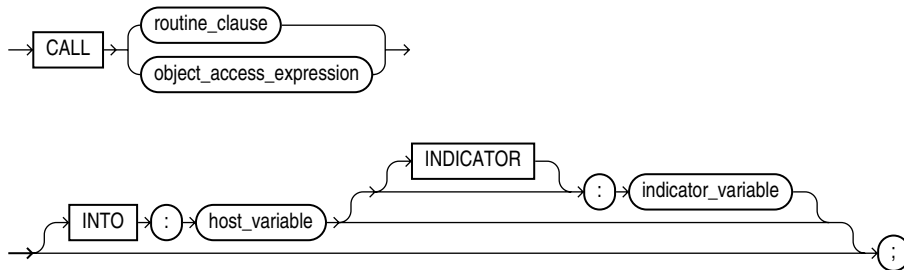 routine_clause
CALL
object_access_expression
INDICATOR
: indicator_variable
INTO : host_variable
;